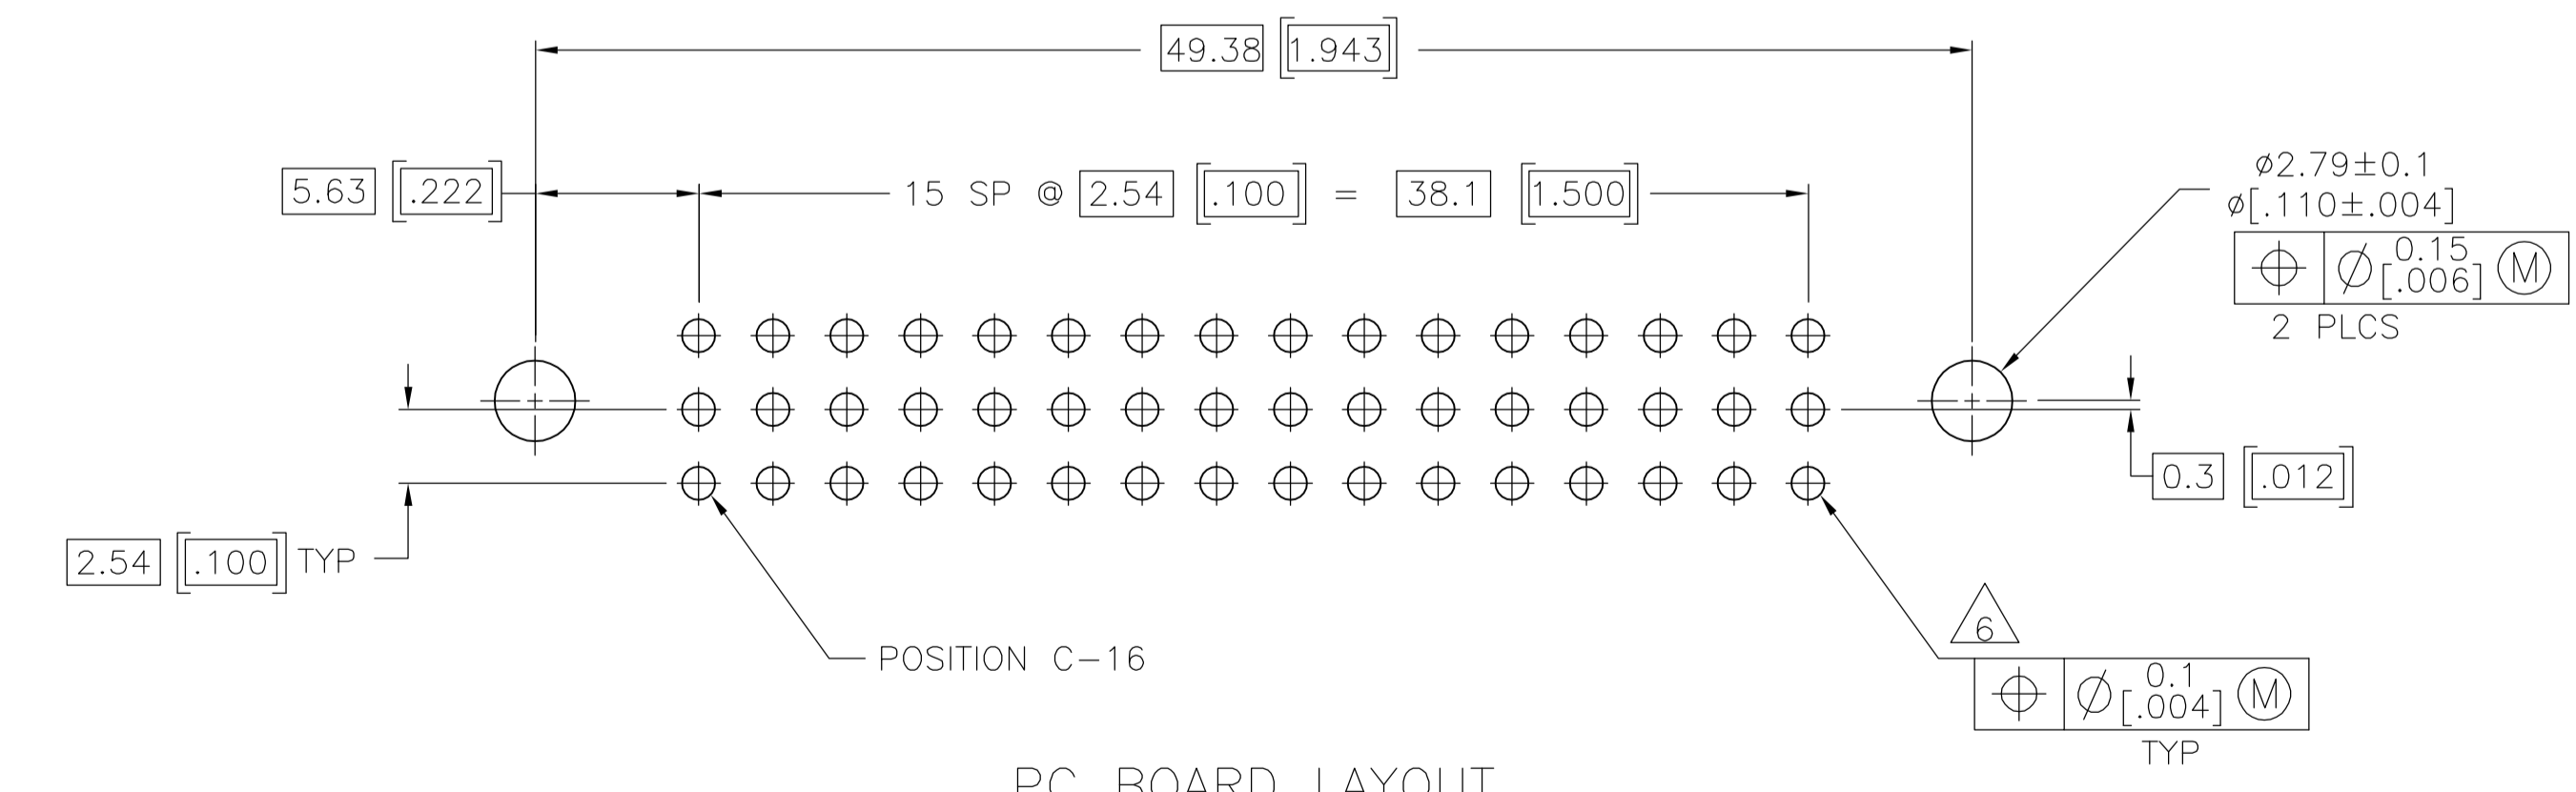 49.38 [1.943]
5.63 [.222]
15 SP @ 2.54 [.100] = 38.1 [1.500]
⌀2.79±0.1
⌀[.110±.004]
⌖ ⌀ 0.15 [.006] Ⓜ
2 PLCS
0.3 [.012]
2.54 [.100] TYP
POSITION C-16
6
⌖ ⌀ 0.1 [.004] Ⓜ
TYP
PC BOARD LAYOUT